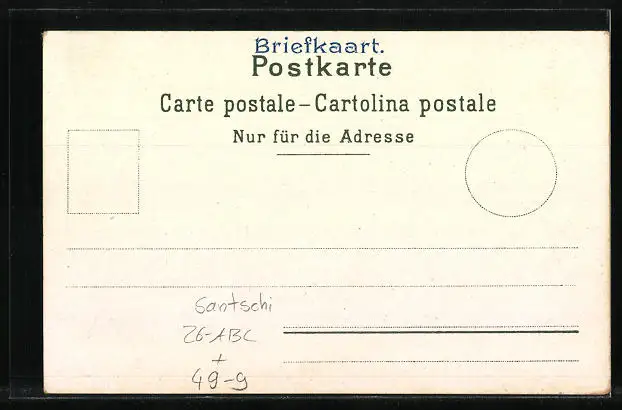 Briefkaart.
Postkarte
Carte postale – Cartolina postale
Nur für die Adresse
Santschi
26-ABC
+
49-9